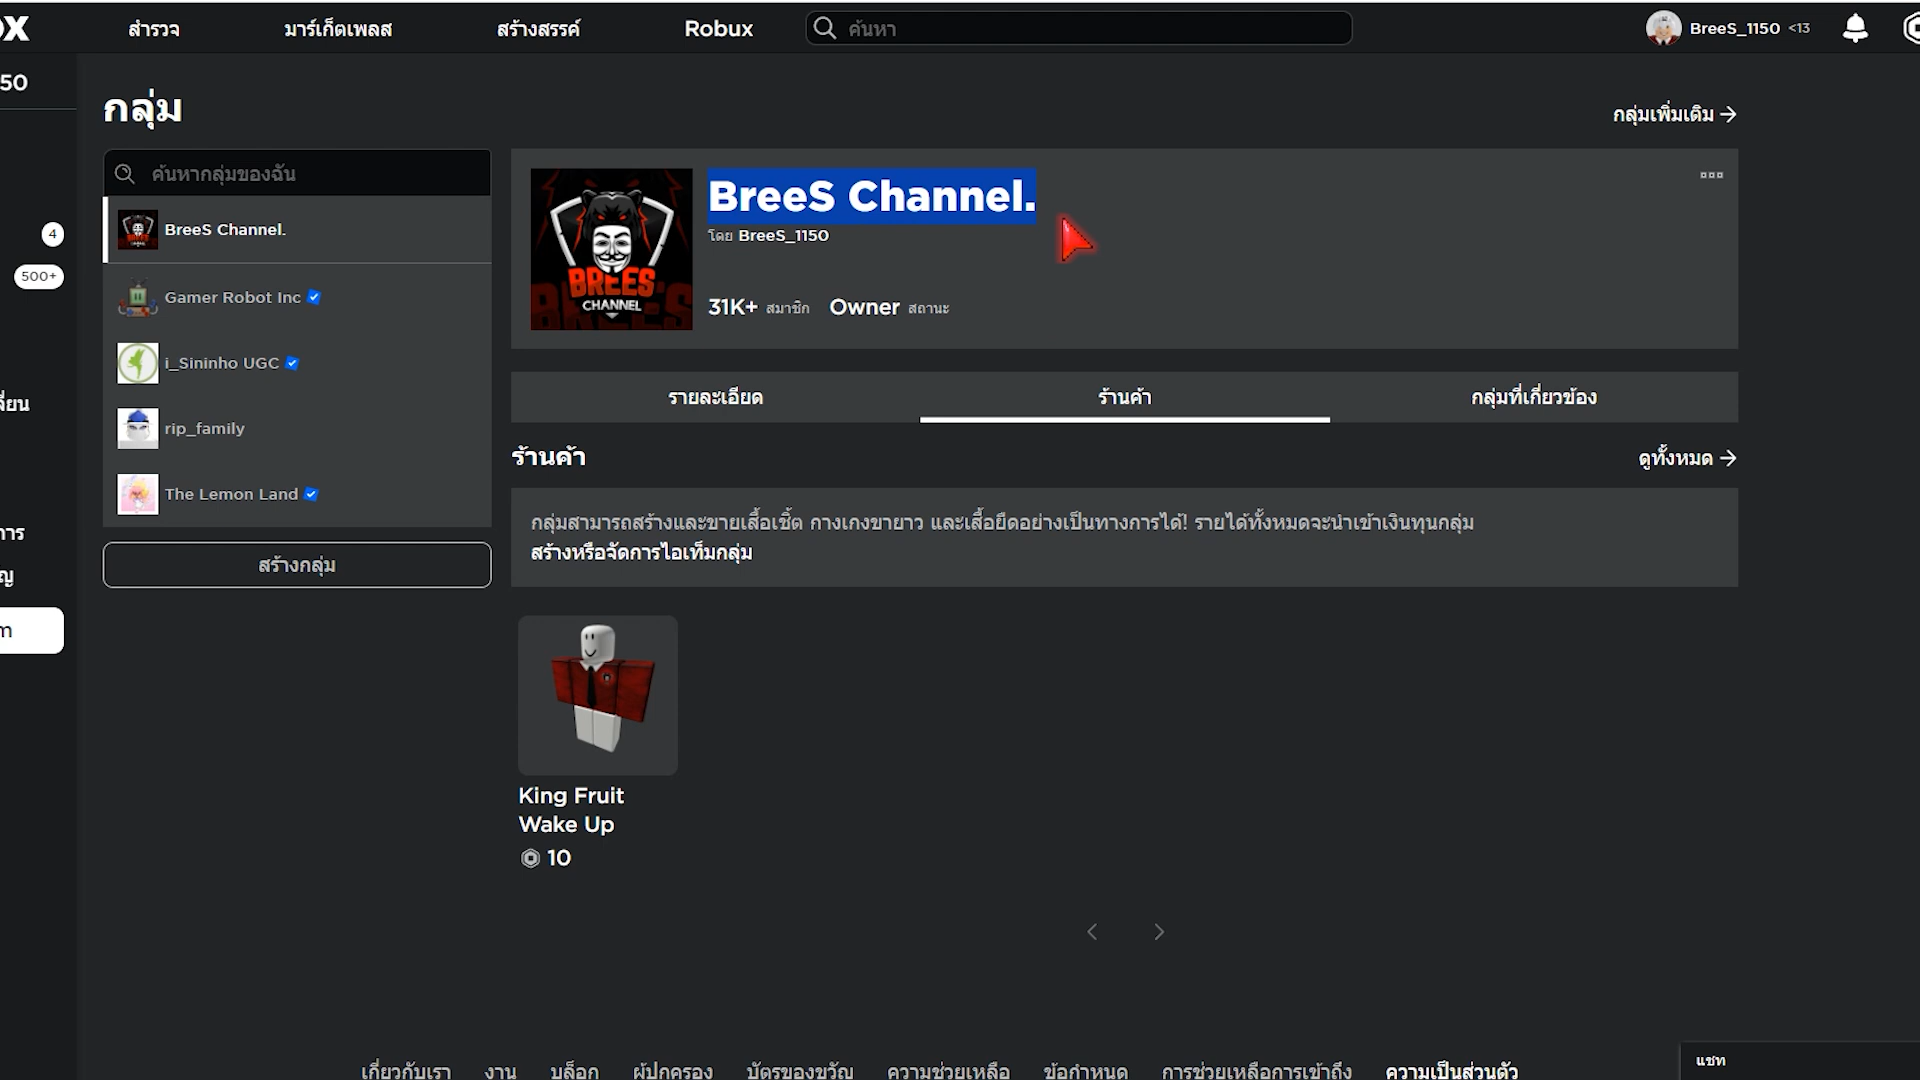 OX
สำรวจ
มาร์เก็ตเพลส
สร้างสรรค์
Robux
ค้นหา
BreeS_1150 <13
50
กลุ่ม
กลุ่มเพิ่มเติม
ค้นหากลุ่มของฉัน
BreeS Channel.
Gamer Robot Inc
i_Sininho UGC
rip_family
The Lemon Land
สร้างกลุ่ม
4
500+
BREES
CHANNEL
BreeS Channel.
โดย BreeS_1150
31K+ สมาชิก Owner สถานะ
รายละเอียด
ร้านค้า
กลุ่มที่เกี่ยวข้อง
ร้านค้า
ดูทั้งหมด
กลุ่มสามารถสร้างและขายเสื้อเชิ้ต กางเกงขายาว และเสื้อยืดอย่างเป็นทางการได้! รายได้ทั้งหมดจะนำเข้าเงินทุนกลุ่ม
สร้างหรือจัดการไอเท็มกลุ่ม
King Fruit
Wake Up
10
เกี่ยวกับเรา
งาน
บล็อก
ผู้ปกครอง
บัตรของขวัญ
ความช่วยเหลือ
ข้อกำหนด
การช่วยเหลือการเข้าถึง
ความเป็นส่วนตัว
แชท